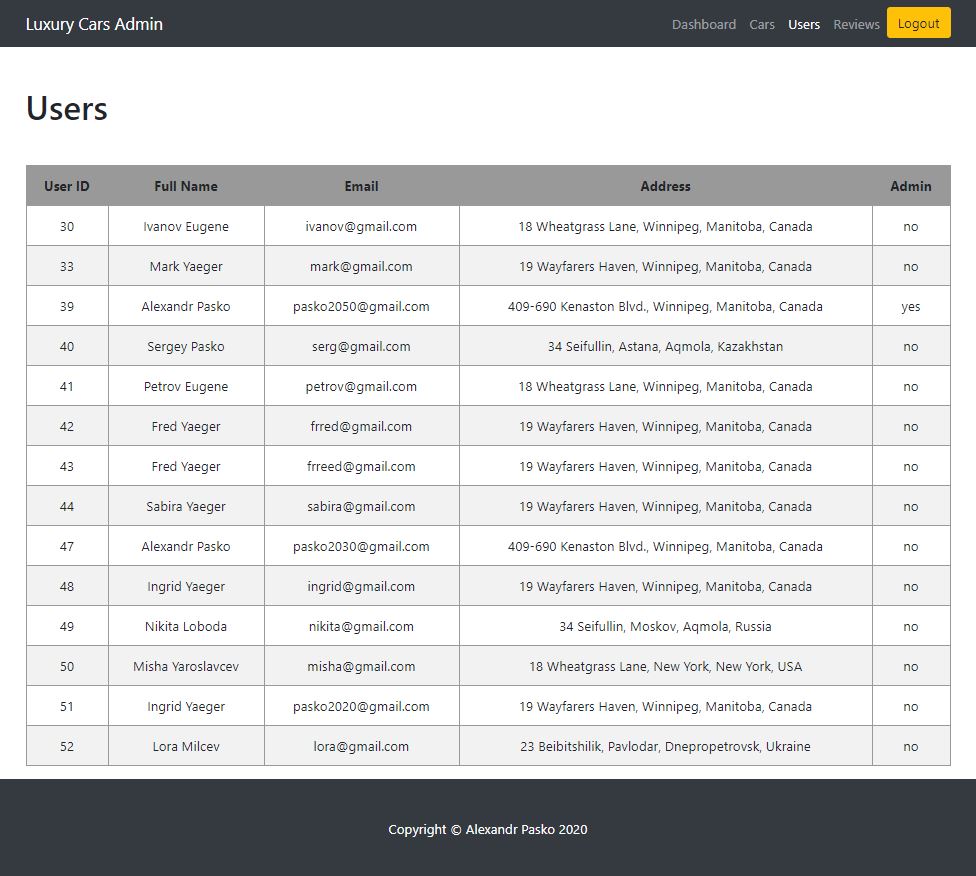 Luxury Cars Admin Dashboard Cars Users Reviews Logout
Users
User ID Full Name Email Address Admin
30 Ivanov Eugene ivanov@gmail.com 18 Wheatgrass Lane, Winnipeg, Manitoba, Canada no
33 Mark Yaeger mark@gmail.com 19 Wayfarers Haven, Winnipeg, Manitoba, Canada no
39 Alexandr Pasko pasko2050@gmail.com 409-690 Kenaston Blvd., Winnipeg, Manitoba, Canada yes
40 Sergey Pasko serg@gmail.com 34 Seifullin, Astana, Aqmola, Kazakhstan no
41 Petrov Eugene petrov@gmail.com 18 Wheatgrass Lane, Winnipeg, Manitoba, Canada no
42 Fred Yaeger frred@gmail.com 19 Wayfarers Haven, Winnipeg, Manitoba, Canada no
43 Fred Yaeger frreed@gmail.com 19 Wayfarers Haven, Winnipeg, Manitoba, Canada no
44 Sabira Yaeger sabira@gmail.com 19 Wayfarers Haven, Winnipeg, Manitoba, Canada no
47 Alexandr Pasko pasko2030@gmail.com 409-690 Kenaston Blvd., Winnipeg, Manitoba, Canada no
48 Ingrid Yaeger ingrid@gmail.com 19 Wayfarers Haven, Winnipeg, Manitoba, Canada no
49 Nikita Loboda nikita@gmail.com 34 Seifullin, Moskov, Aqmola, Russia no
50 Misha Yaroslavcev misha@gmail.com 18 Wheatgrass Lane, New York, New York, USA no
51 Ingrid Yaeger pasko2020@gmail.com 19 Wayfarers Haven, Winnipeg, Manitoba, Canada no
52 Lora Milcev lora@gmail.com 23 Beibitshilik, Pavlodar, Dnepropetrovsk, Ukraine no
Copyright © Alexandr Pasko 2020